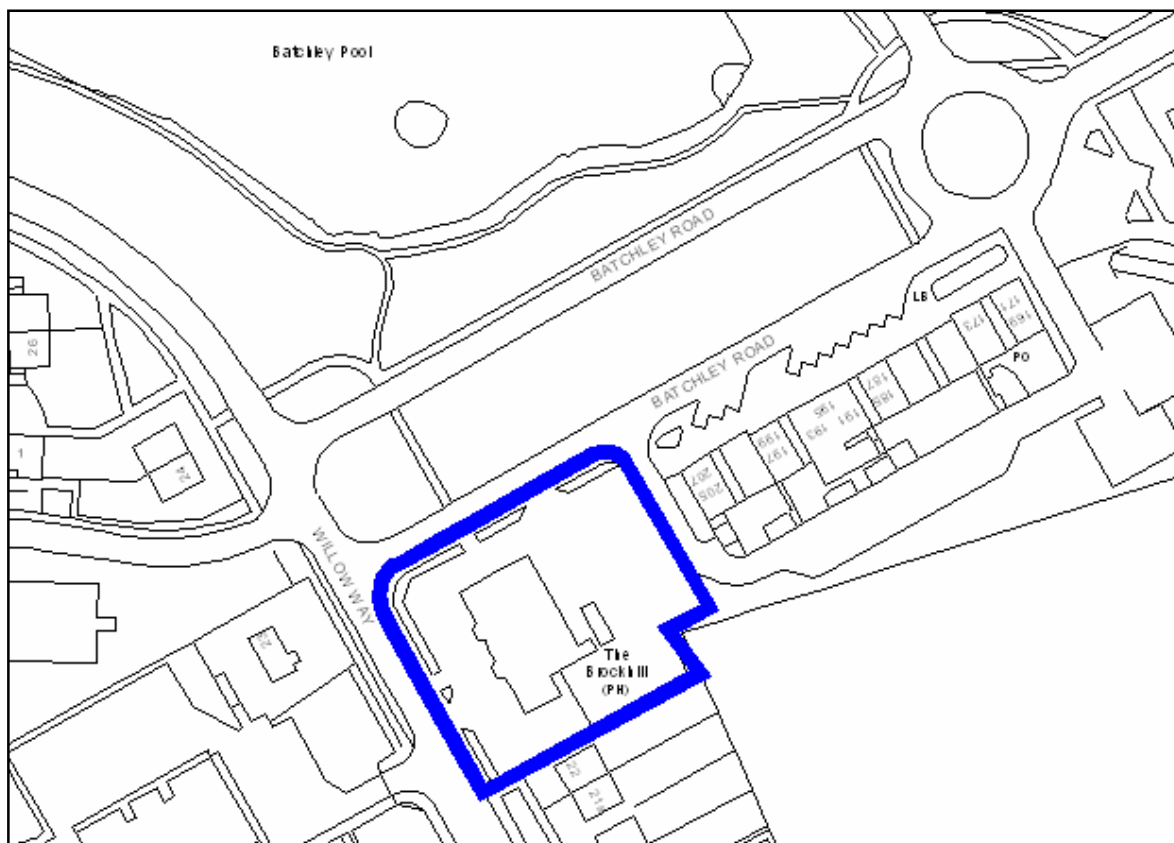 Batchley Pool
BATCHLEY ROAD
BATCHLEY ROAD
LB
171
169
173
PO
187
189
195
191
193
199
197
207
205
26
1
24
WILLOW WAY
The
Brockhill
(PH)
22